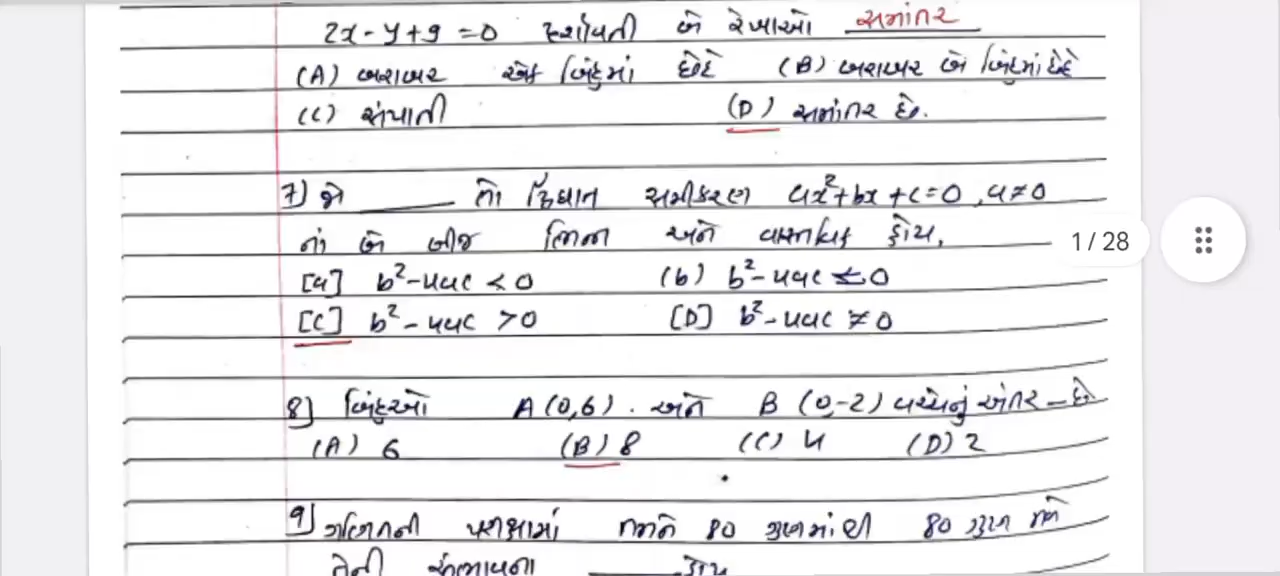 2x - y + 9 = 0 દર્શાવતી બે રેખાઓ સમાંતર
(A) બરાબર એક બિંદુમાં છેદે (B) બરાબર બે બિંદુમાં છેદે
(C) સંપાતી (D) સમાંતર છે.
7) જો ____ તો દ્વિઘાત સમીકરણ ax²+bx+c=0, a≠0
નાં બે બીજ ભિન્ન અને વાસ્તવિક હોય.
[a] b²-4ac < 0 (b) b²-4ac ≤ 0
[C] b²-4ac > 0 [D] b²-4ac ≠ 0
1 / 28
8) બિંદુઓ A (0,6). અને B (0,-2) વચ્ચેનું અંતર — છે
(A) 6 (B) 8 (C) 4 (D) 2
9) ગણિતની પરીક્ષામાં 80 ગુણમાંથી 80 ગુણ મળે
તેની સંભાવના ____ હોય